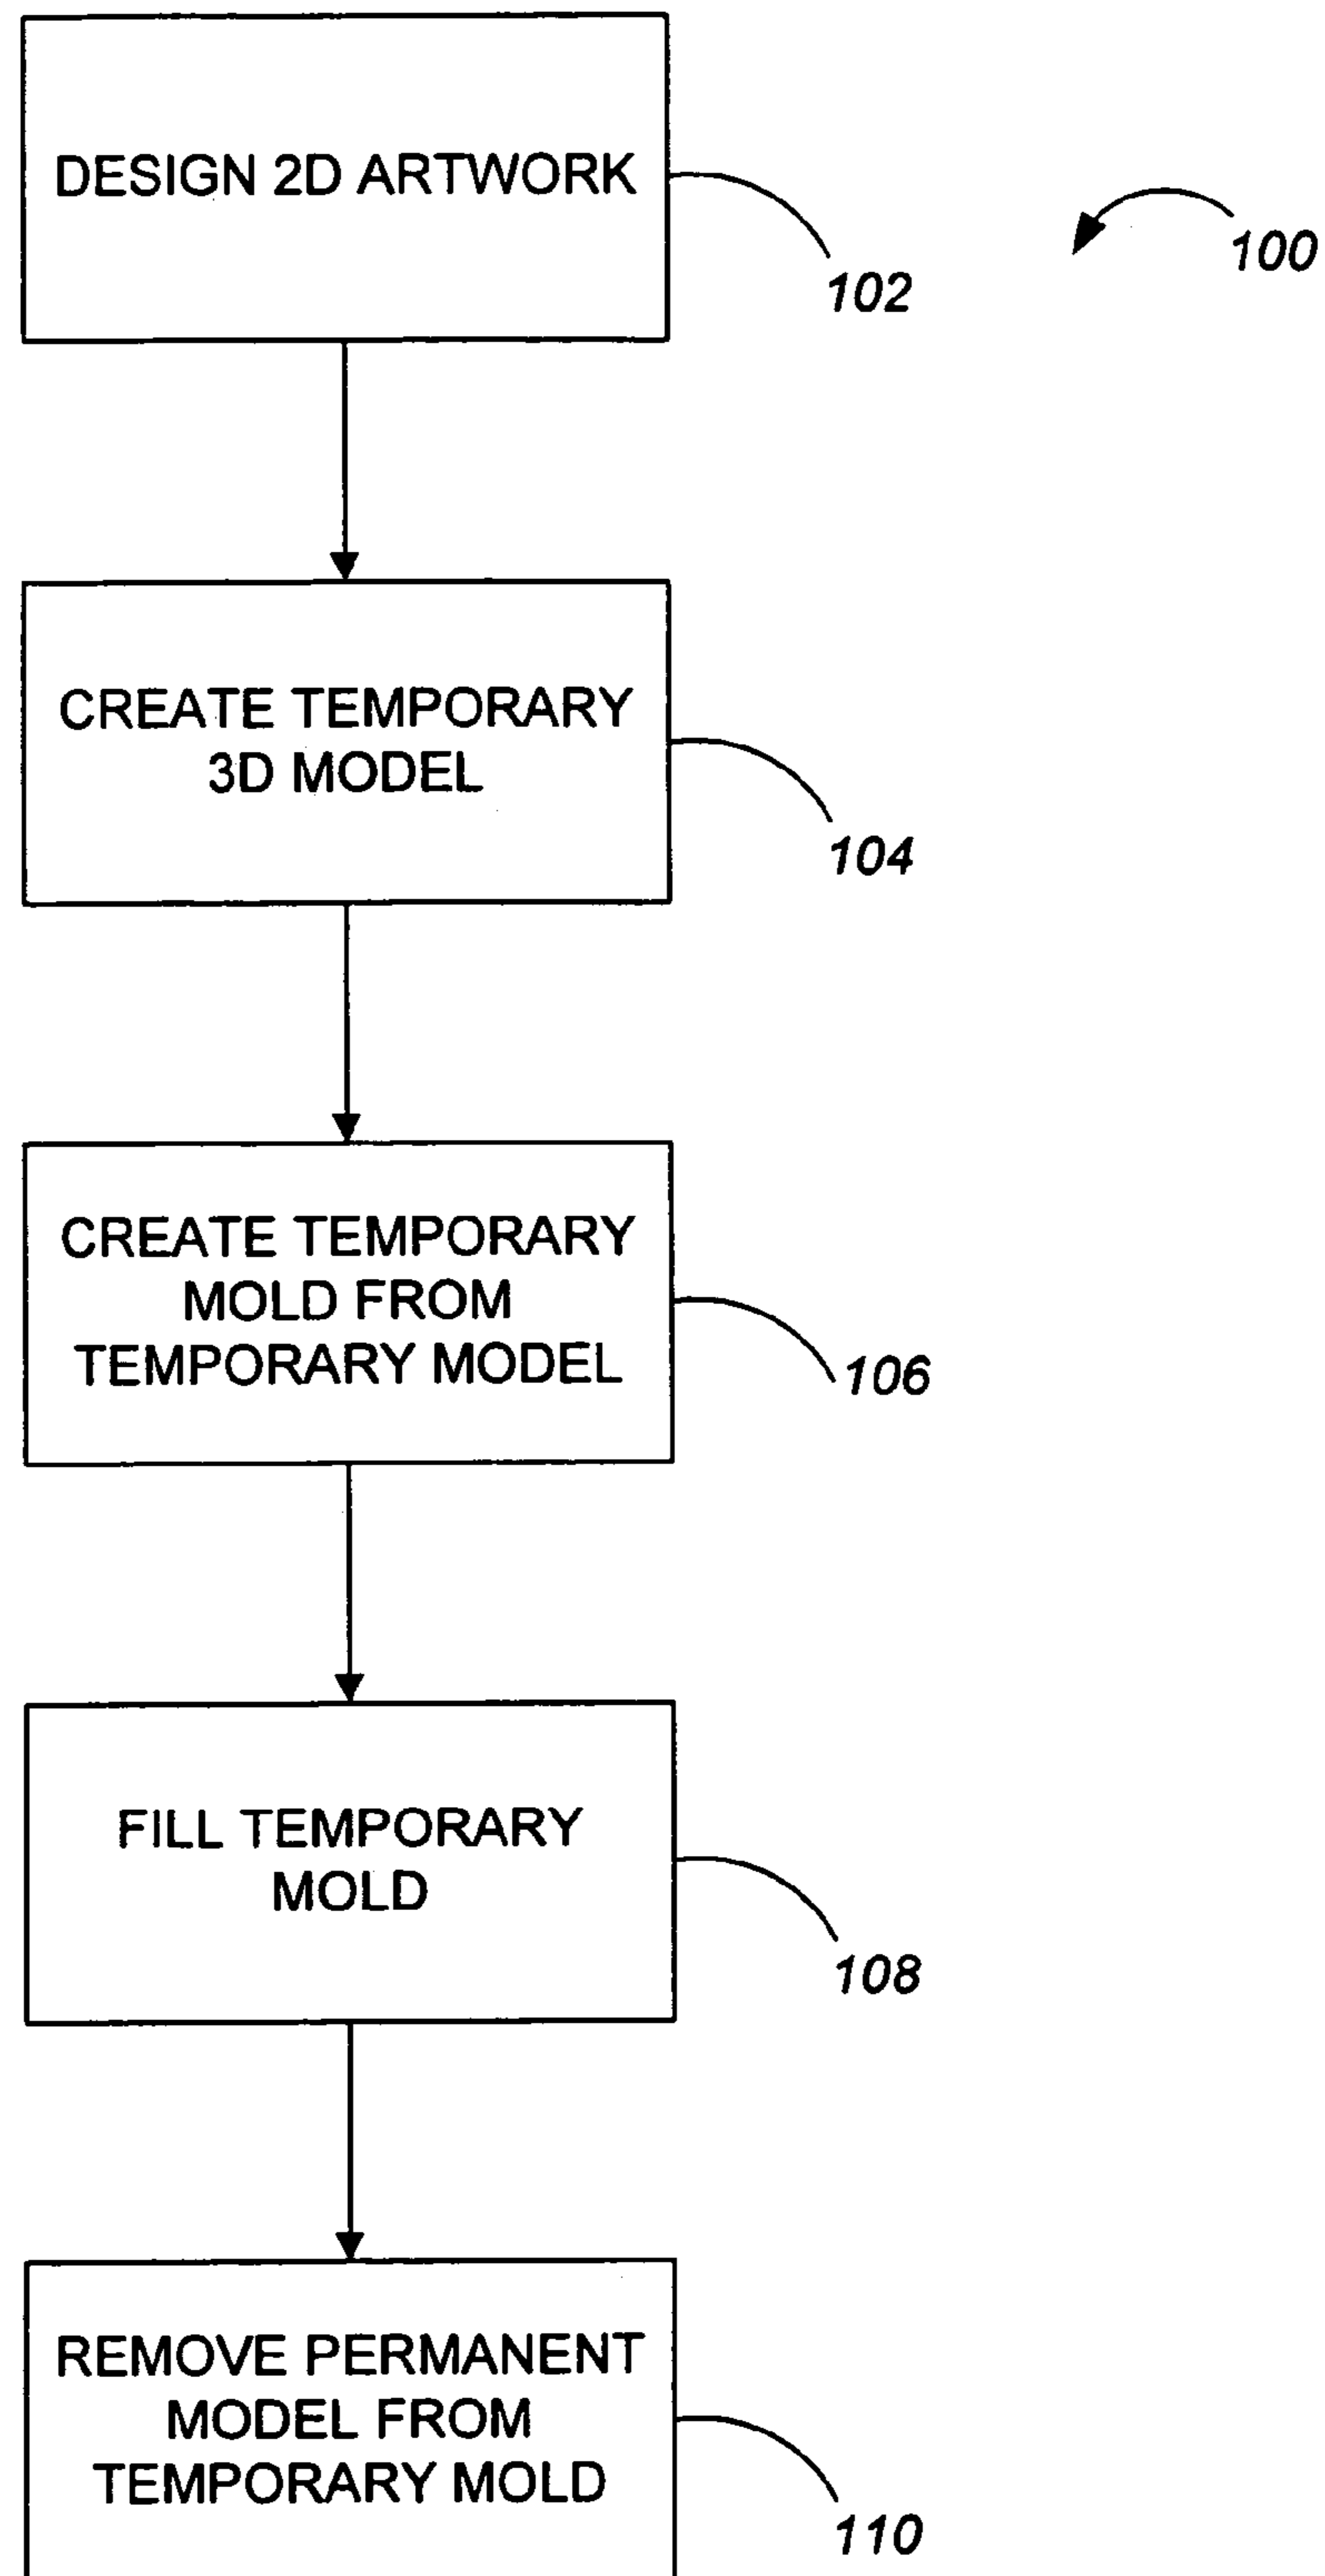 DESIGN 2D ARTWORK
102
100
CREATE TEMPORARY
3D MODEL
104
CREATE TEMPORARY
MOLD FROM
TEMPORARY MODEL
106
FILL TEMPORARY
MOLD
108
REMOVE PERMANENT
MODEL FROM
TEMPORARY MOLD
110